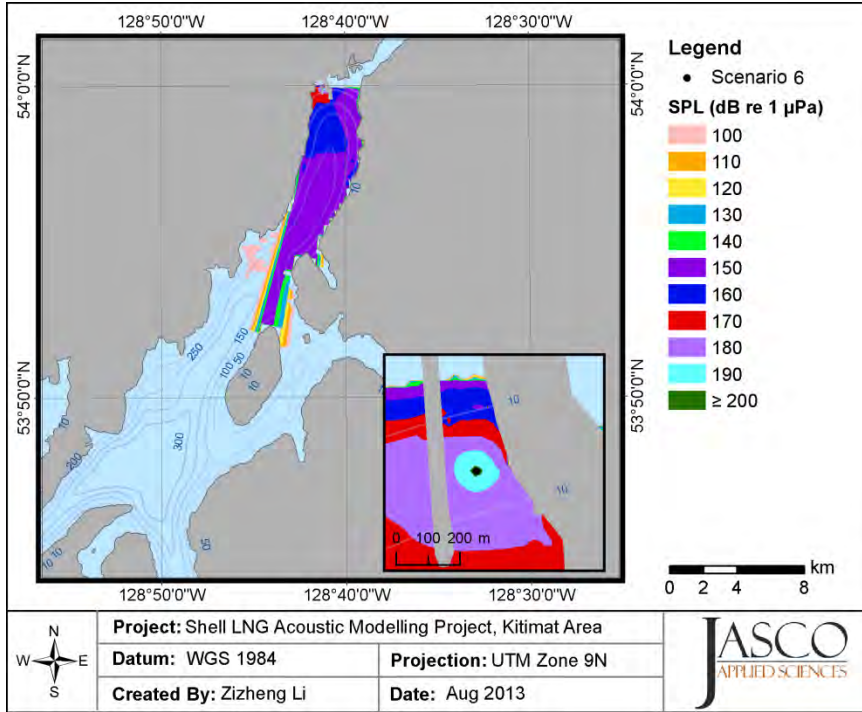 128°50'0"W 128°40'0"W 128°30'0"W
54°0'0"N 54°0'0"N
53°50'0"N 53°50'0"N
10
150
250
150
100
50
10
10
300
200
10
10
10
50
10
10
0 100 200 m
128°50'0"W 128°40'0"W 128°30'0"W
Legend
Scenario 6
SPL (dB re 1 µPa)
100
110
120
130
140
150
160
170
180
190
≥ 200
0 2 4 8 km
N
W E
S
Project: Shell LNG Acoustic Modelling Project, Kitimat Area
Datum: WGS 1984 Projection: UTM Zone 9N
Created By: Zizheng Li Date: Aug 2013
JASCO
APPLIED SCIENCES